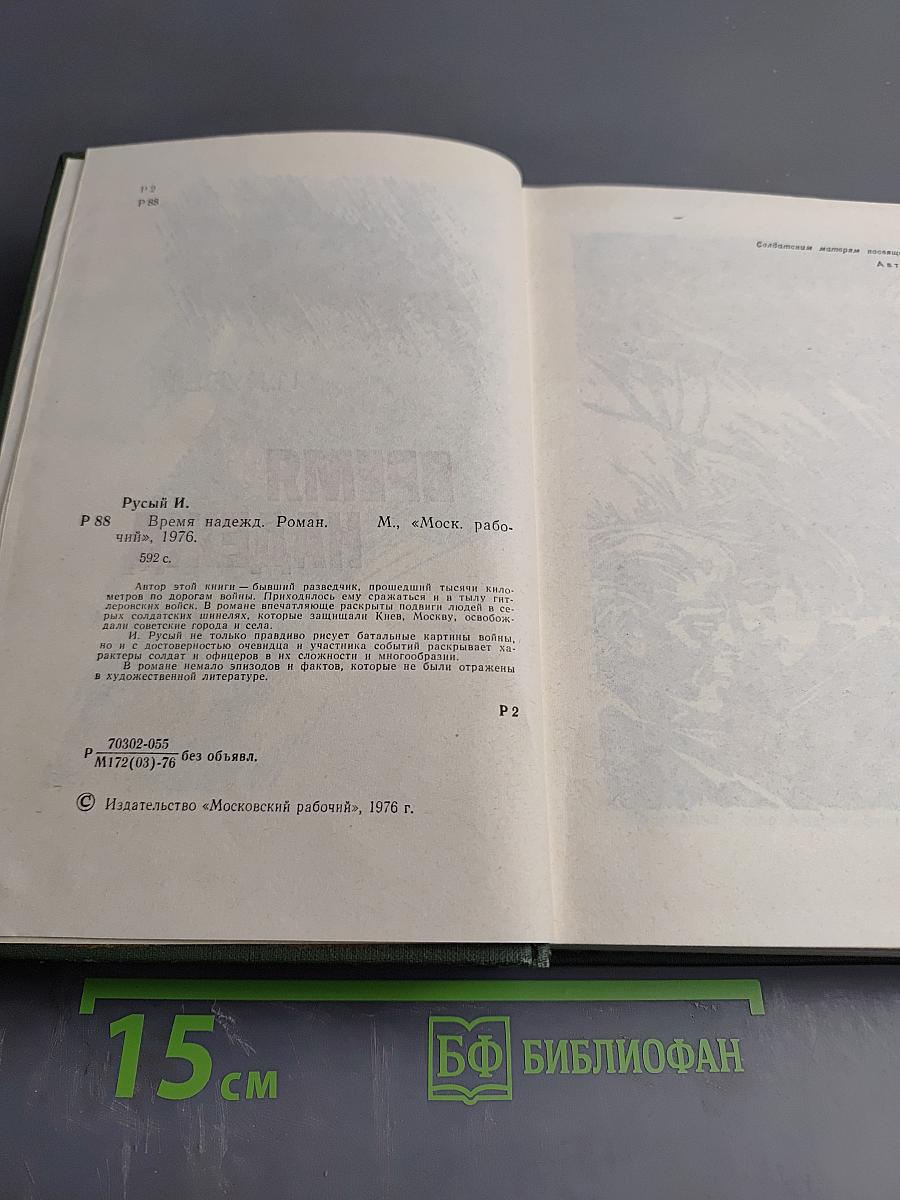 Р 2
Р 88
Русый И.
Р 88 Время надежд. Роман. М., «Моск. рабо-
чий», 1976.
592 с.
Автор этой книги — бывший разведчик, прошедший тысячи кило-
метров по дорогам войны. Приходилось ему сражаться и в тылу гит-
леровских войск. В романе впечатляюще раскрыты подвиги людей в се-
рых солдатских шинелях, которые защищали Киев, Москву, освобож-
дали советские города и села.
И. Русый не только правдиво рисует батальные картины войны,
но и с достоверностью очевидца и участника событий раскрывает ха-
рактеры солдат и офицеров в их сложности и многообразии.
В романе немало эпизодов и фактов, которые не были отражены
в художественной литературе.
Р 2
Р 70302-055
М172(03)-76 без объявл.
© Издательство «Московский рабочий», 1976 г.
Солдатским матерям
15 см
БФ БИБЛИОФАН